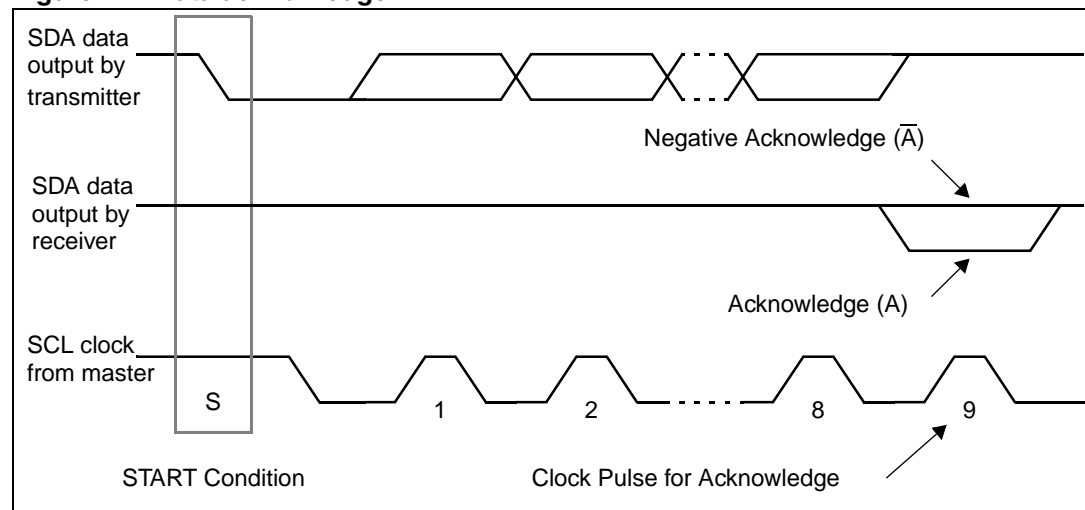 SDA data
output by
transmitter
Negative Acknowledge (A̅)
SDA data
output by
receiver
Acknowledge (A)
SCL clock
from master
S
1
2
8
9
START Condition
Clock Pulse for Acknowledge